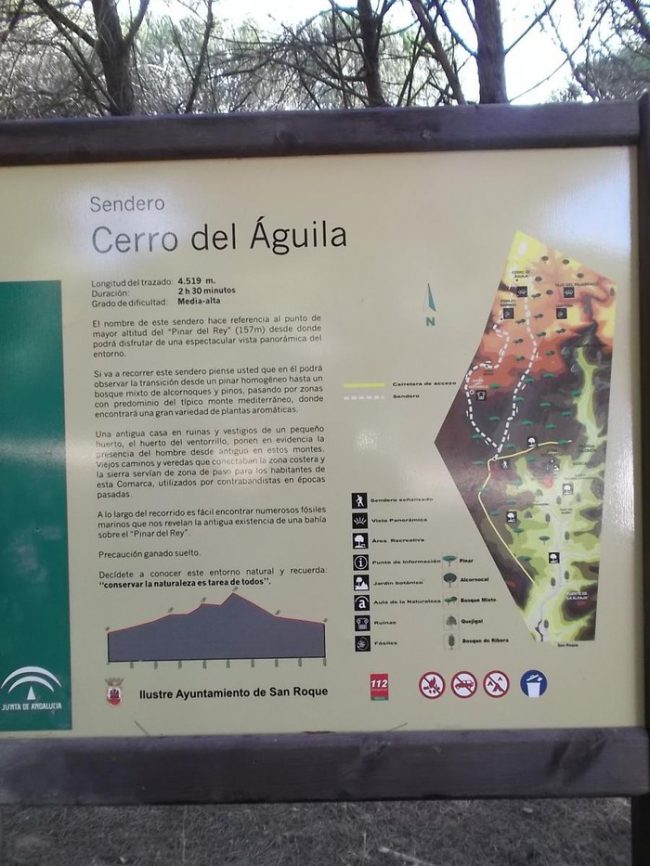 Sendero
Cerro del Águila
Longitud del trazado: 4.519 m.
Duración: 2 h 30 minutos
Grado de dificultad: Media-alta
El nombre de este sendero hace referencia al punto de
mayor altitud del "Pinar del Rey" (157m) desde donde
podrá disfrutar de una espectacular vista panorámica del
entorno.
Si va a recorrer este sendero piense usted que en él podrá
observar la transición desde un pinar homogéneo hasta un
bosque mixto de alcornoques y pinos, pasando por zonas
con predominio del típico monte mediterráneo, donde
encontrará una gran variedad de plantas aromáticas.
Una antigua casa en ruinas y vestigios de un pequeño
huerto, el huerto del ventorrillo, ponen en evidencia la
presencia del hombre desde antiguo en estos montes.
Viejos caminos y veredas que conectaban la zona costera y
la sierra servían de zona de paso para los habitantes de
esta Comarca, utilizados por contrabandistas en épocas
pasadas.
A lo largo del recorrido es fácil encontrar numerosos fósiles
marinos que nos revelan la antigua existencia de una bahía
sobre el "Pinar del Rey".
Precaución ganado suelto.
Decídete a conocer este entorno natural y recuerda:
"conservar la naturaleza es tarea de todos".
JUNTA DE ANDALUCIA
Ilustre Ayuntamiento de San Roque
N
Carretera de acceso
Sendero
CERRO DEL
ÁGUILA
Sendero señalizado
Vista Panorámica
Área Recreativa
Punto de Información
Jardín botánico
Aula de la Naturaleza
Ruinas
Fósiles
Pinar
Alcornocal
Bosque Mixto
Quejigal
Bosque de Ribera
San Roque
112